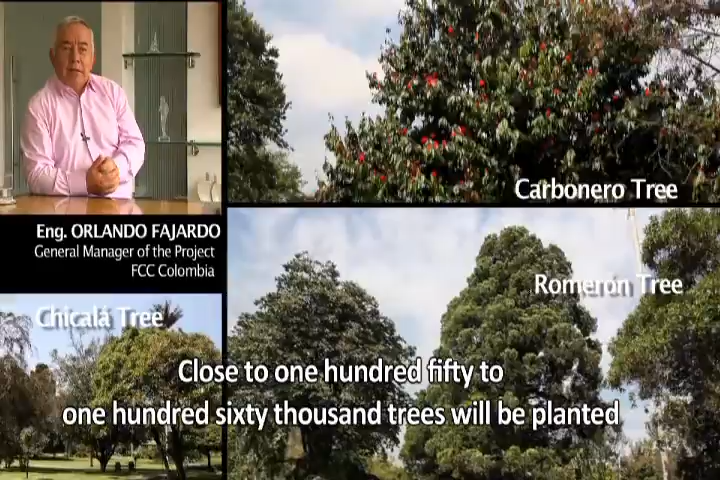 Carbonero Tree
Eng. ORLANDO FAJARDO
General Manager of the Project
FCC Colombia
Romerón Tree
Chicalá Tree
Close to one hundred fifty to
one hundred sixty thousand trees will be planted